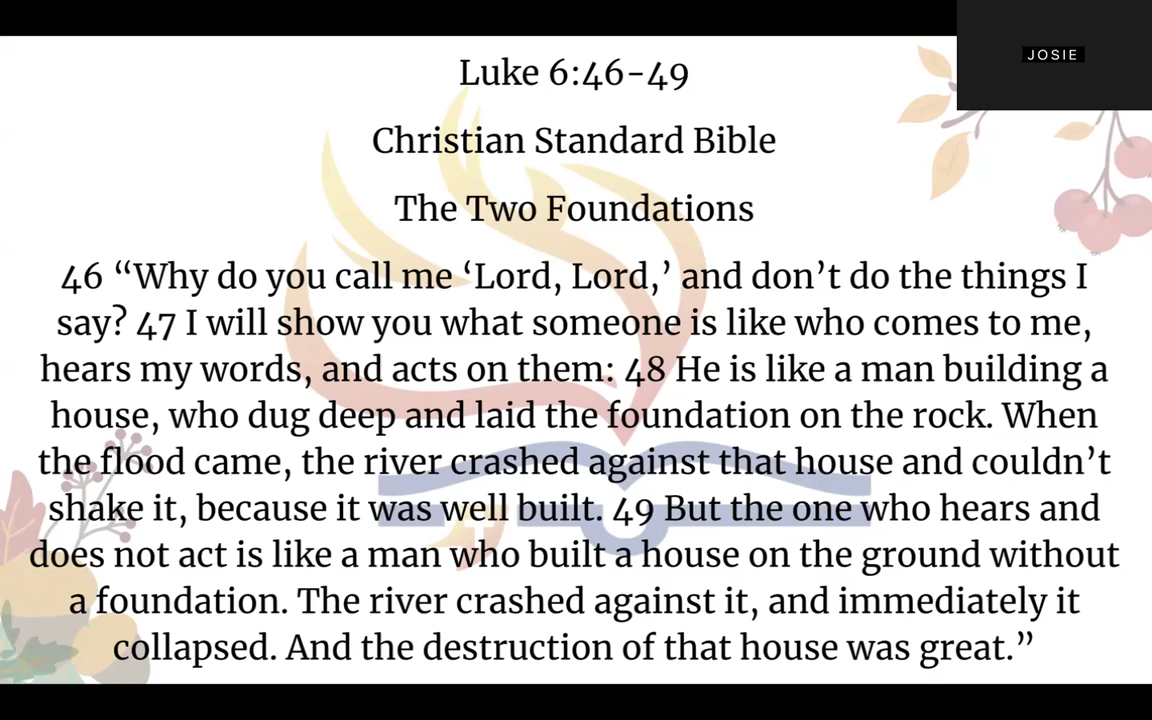 JOSIE
Luke 6:46-49
Christian Standard Bible
The Two Foundations
46 “Why do you call me ‘Lord, Lord,’ and don’t do the things I
say? 47 I will show you what someone is like who comes to me,
hears my words, and acts on them: 48 He is like a man building a
house, who dug deep and laid the foundation on the rock. When
the flood came, the river crashed against that house and couldn’t
shake it, because it was well built. 49 But the one who hears and
does not act is like a man who built a house on the ground without
a foundation. The river crashed against it, and immediately it
collapsed. And the destruction of that house was great.”